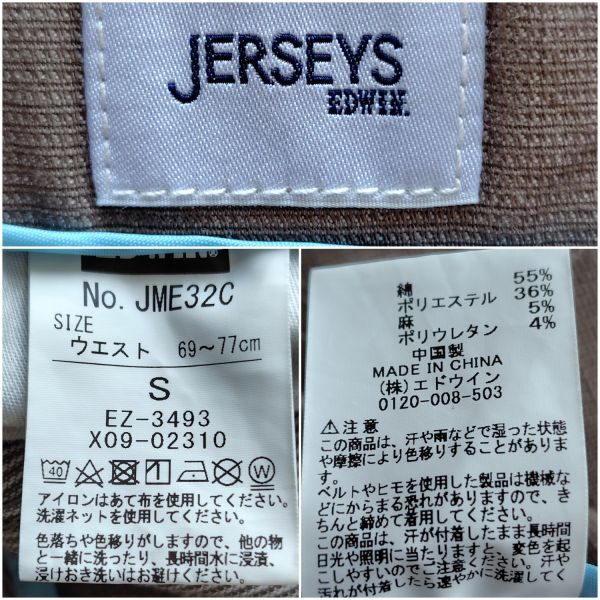 JERSEYS
EDWIN.
EDWIN®
No. JME32C
SIZE
ウエスト 69～77cm
S
EZ-3493
X09-02310
40
W
アイロンはあて布を使用してください。
洗濯ネットを使用してください。
色落ちや色移りがしますので、他の物
と一緒に洗ったり、長時間水に浸漬、
浸けおき洗いはお避けください。
綿 55%
ポリエステル 36%
麻 5%
ポリウレタン 4%
中国製
MADE IN CHINA
(株)エドウイン
0120-008-503
⚠注意
この商品は、汗や雨などで湿った状態
や摩擦により色移りすることがありま
す。
ベルトやヒモを使用した製品は機械な
どにからまる恐れがありますので、き
ちんと締めて着用してください。
この商品は、汗が付着したまま長時間
日光や照明に当たりますと、変色を起
こしやすいのでご注意ください。汗や
汚れが付着したら速やかに洗濯してく